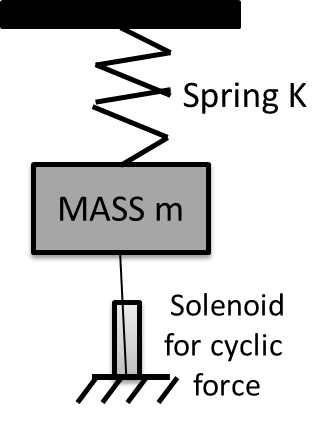 Spring K
MASS m
Solenoid
for cyclic
force